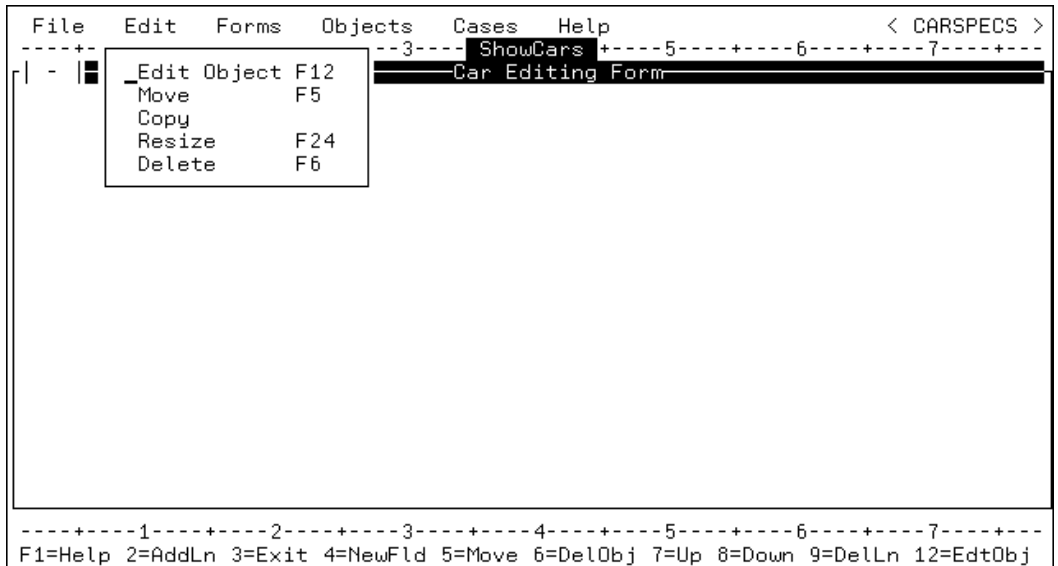 File Edit Forms Objects Cases Help < CARSPECS >
----+- --3---- ShowCars +----5----+----6----+----7----+---
| - | Car Editing Form
_Edit Object F12
Move F5
Copy
Resize F24
Delete F6
----+----1----+----2----+----3----+----4----+----5----+----6----+----7----+---
F1=Help 2=AddLn 3=Exit 4=NewFld 5=Move 6=DelObj 7=Up 8=Down 9=DelLn 12=EdtObj